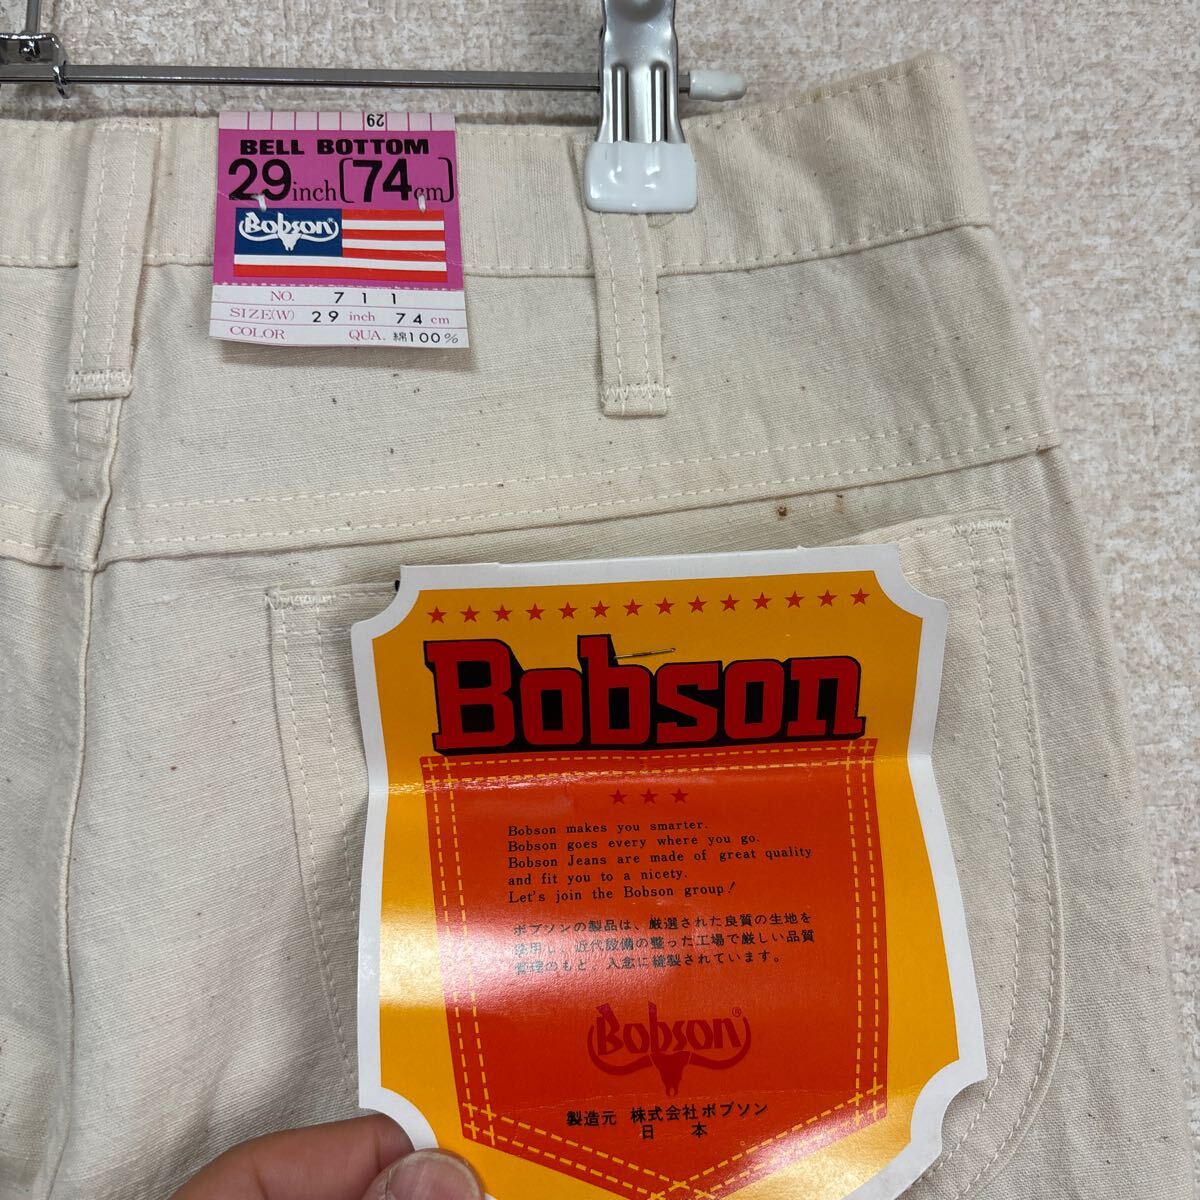 29
BELL BOTTOM
29inch(74cm)
Bobson®
NO. 711
SIZE(W) 29 inch 74 cm
COLOR QUA. 綿100%
Bobson
Bobson makes you smarter.
Bobson goes every where you go.
Bobson Jeans are made of great quality
and fit you to a nicety.
Let's join the Bobson group!
ボブソンの製品は、厳選された良質の生地を
使用し、近代設備の整った工場で厳しい品質
管理のもと、入念に縫製されています。
Bobson®
製造元 株式会社ボブソン
日本